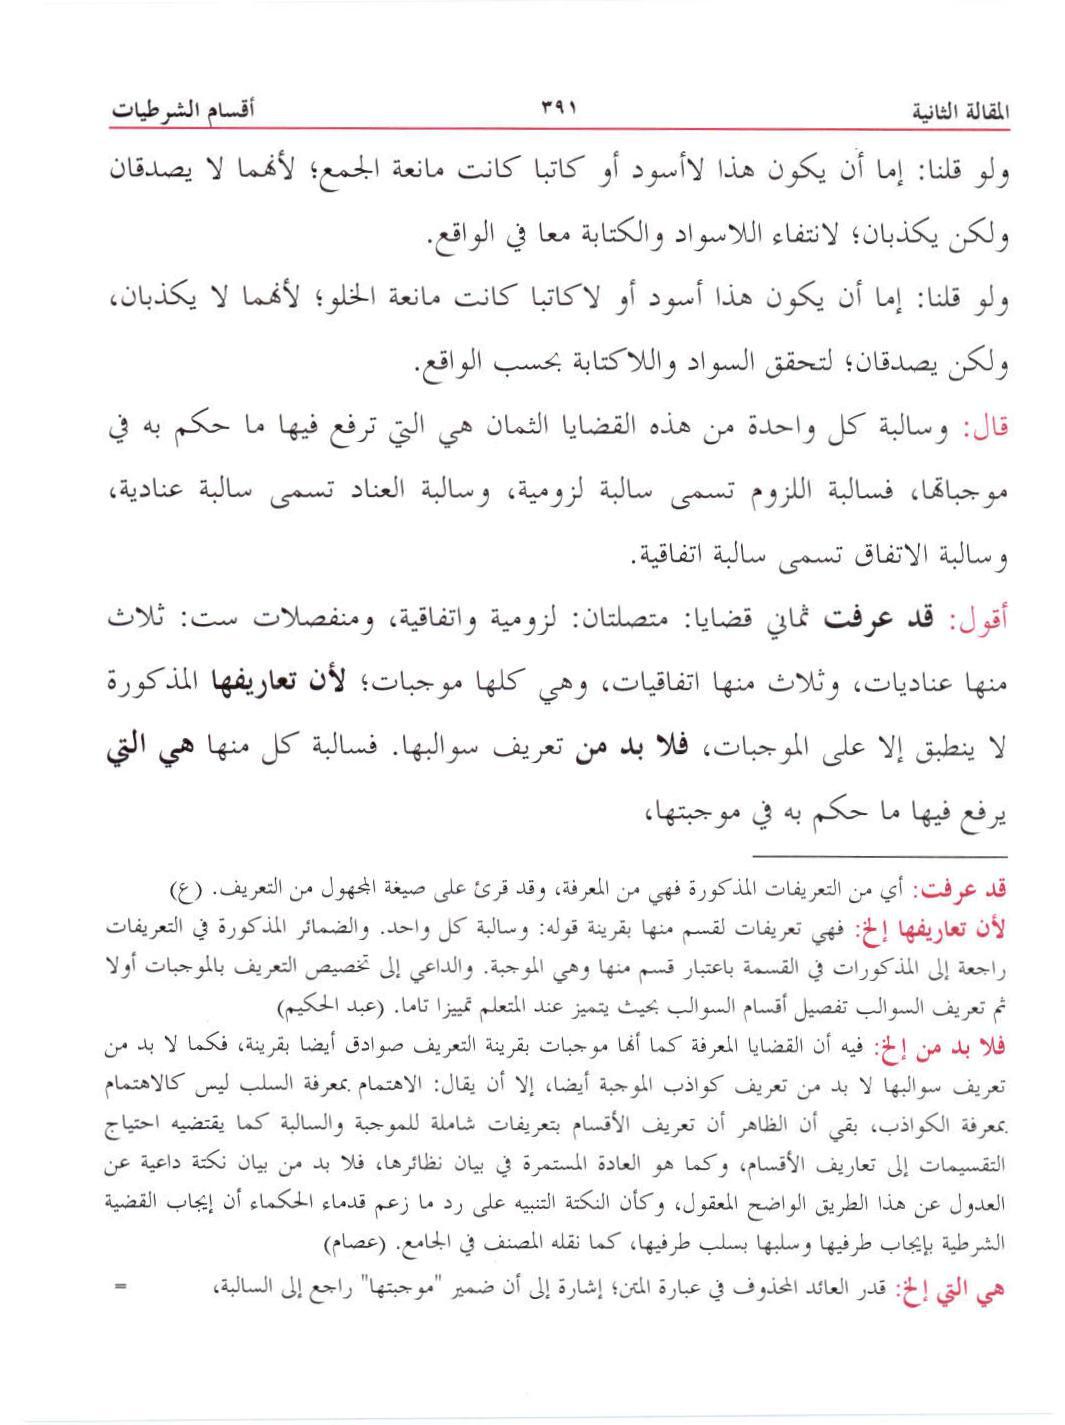 المقالة الثانية ٣٩١ أقسام الشرطيات
ولو قلنا: إما أن يكون هذا لاأسود أو كاتبا كانت مانعة الجمع؛ لأنهما لا يصدقان
ولكن يكذبان؛ لانتفاء اللاسواد والكتابة معا في الواقع.
ولو قلنا: إما أن يكون هذا أسود أو لاكاتبا كانت مانعة الخلو؛ لأنهما لا يكذبان،
ولكن يصدقان؛ لتحقق السواد واللاكتابة بحسب الواقع.
قال: وسالبة كل واحدة من هذه القضايا الثمان هي التي ترفع فيها ما حكم به في
موجباتها، فسالبة اللزوم تسمى سالبة لزومية، وسالبة العناد تسمى سالبة عنادية،
وسالبة الاتفاق تسمى سالبة اتفاقية.
أقول: قد عرفت ثماني قضايا: متصلتان: لزومية واتفاقية، ومنفصلات ست: ثلاث
منها عناديات، وثلاث منها اتفاقيات، وهي كلها موجبات؛ لأن تعاريفها المذكورة
لا ينطبق إلا على الموجبات، فلا بد من تعريف سوالبها. فسالبة كل منها هي التي
يرفع فيها ما حكم به في موجبتها،
قد عرفت: أي من التعريفات المذكورة فهي من المعرفة، وقد قرئ على صيغة المجهول من التعريف. (ع)
لأن تعاريفها إلخ: فهي تعريفات لقسم منها بقرينة قوله: وسالبة كل واحد. والضمائر المذكورة في التعريفات
راجعة إلى المذكورات في القسمة باعتبار قسم منها وهي الموجبة. والداعي إلى تخصيص التعريف بالموجبات أولا
ثم تعريف السوالب تفصيل أقسام السوالب بحيث يتميز عند المتعلم تمييزا تاما. (عبد الحكيم)
فلا بد من إلخ: فيه أن القضايا المعرفة كما أنها موجبات بقرينة التعريف صوادق أيضا بقرينة، فكما لا بد من
تعريف سوالبها لا بد من تعريف كواذب الموجبة أيضا، إلا أن يقال: الاهتمام بمعرفة السلب ليس كالاهتمام
بمعرفة الكواذب، بقي أن الظاهر أن تعريف الأقسام بتعريفات شاملة للموجبة والسالبة كما يقتضيه احتياج
التقسيمات إلى تعاريف الأقسام، وكما هو العادة المستمرة في بيان نظائرها، فلا بد من بيان نكتة داعية عن
العدول عن هذا الطريق الواضح المعقول، وكأن النكتة التنبيه على رد ما زعم قدماء الحكماء أن إيجاب القضية
الشرطية بإيجاب طرفيها وسلبها بسلب طرفيها، كما نقله المصنف في الجامع. (عصام)
هي التي إلخ: قدر العائد المحذوف في عبارة المتن؛ إشارة إلى أن ضمير "موجبتها" راجع إلى السالبة، =